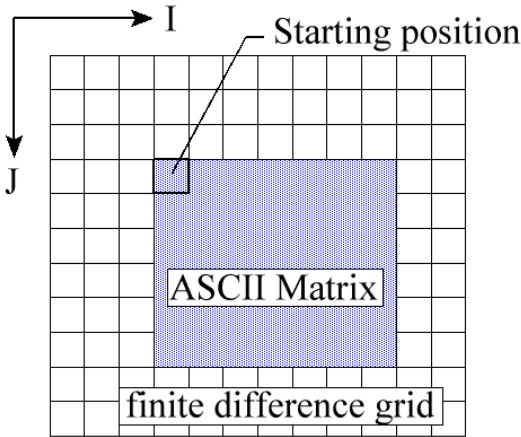 I
Starting position
J
ASCII Matrix
finite difference grid